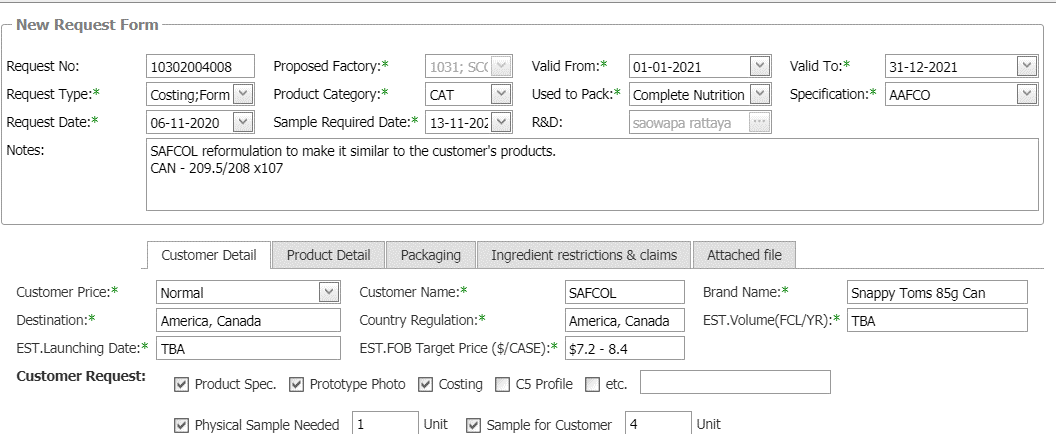 New Request Form
Request No: 10302004008 Proposed Factory:* 1031; SC Valid From:* 01-01-2021 Valid To:* 31-12-2021
Request Type:* Costing;Form Product Category:* CAT Used to Pack:* Complete Nutrition Specification:* AAFCO
Request Date:* 06-11-2020 Sample Required Date:* 13-11-202 R&D: saowapa rattaya ...
Notes: SAFCOL reformulation to make it similar to the customer's products.
CAN - 209.5/208 x107
Customer Detail Product Detail Packaging Ingredient restrictions & claims Attached file
Customer Price:* Normal Customer Name:* SAFCOL Brand Name:* Snappy Toms 85g Can
Destination:* America, Canada Country Regulation:* America, Canada EST.Volume(FCL/YR):* TBA
EST.Launching Date:* TBA EST.FOB Target Price ($/CASE):* $7.2 - 8.4
Customer Request: Product Spec. Prototype Photo Costing C5 Profile etc.
Physical Sample Needed 1 Unit Sample for Customer 4 Unit